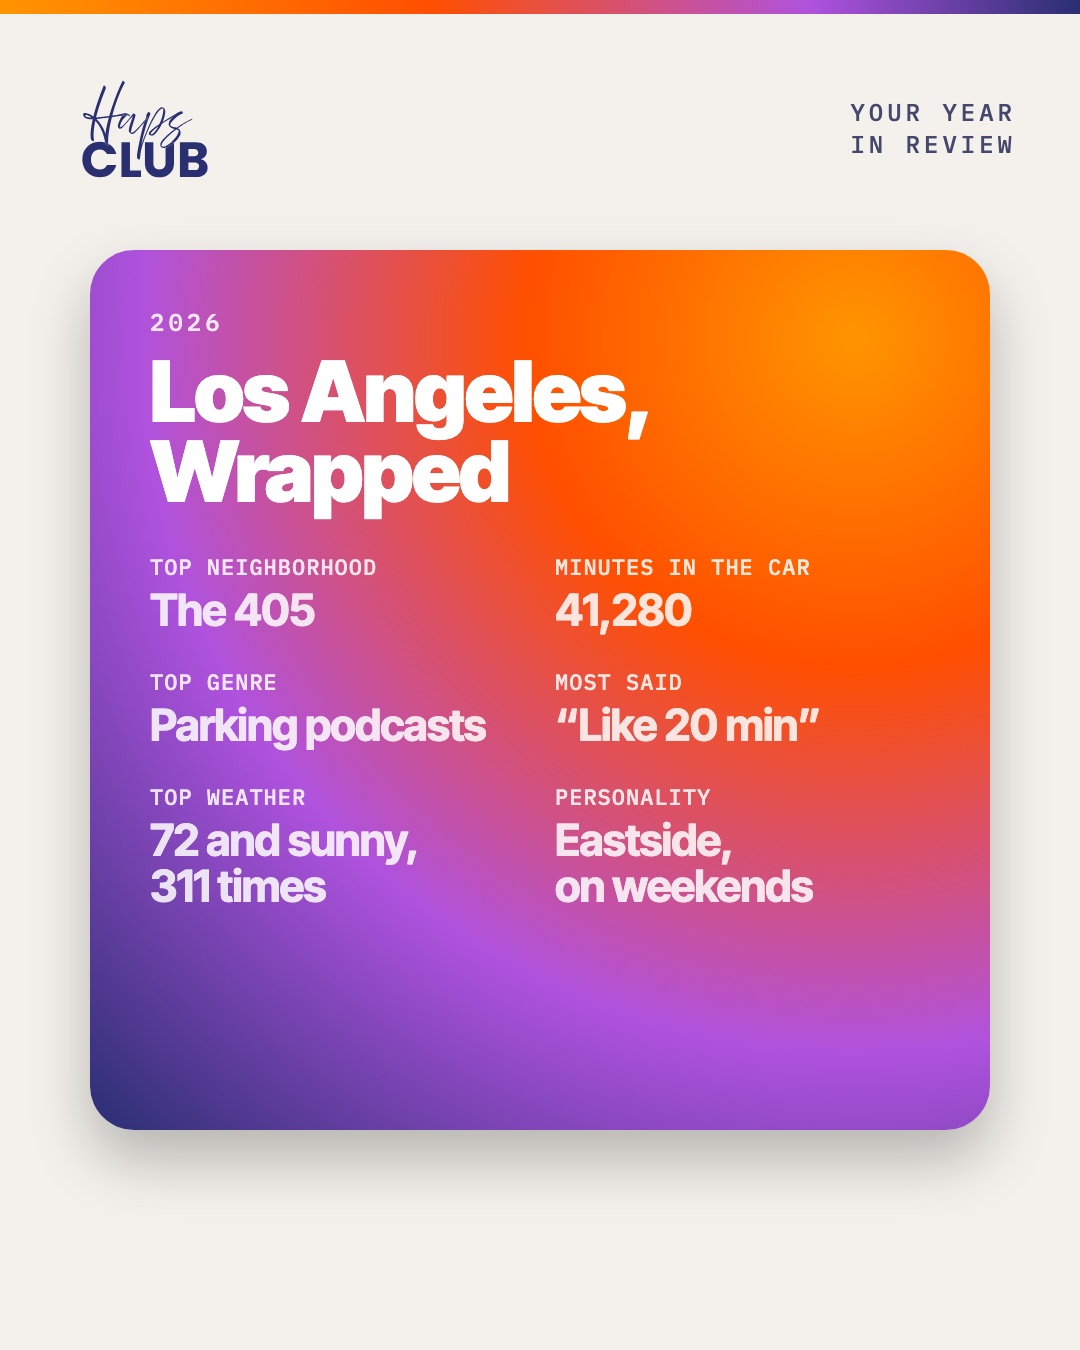 Haps
CLUB
YOUR YEAR
IN REVIEW
2026
Los Angeles,
Wrapped
TOP NEIGHBORHOOD
The 405
MINUTES IN THE CAR
41,280
TOP GENRE
Parking podcasts
MOST SAID
“Like 20 min”
TOP WEATHER
72 and sunny,
311 times
PERSONALITY
Eastside,
on weekends